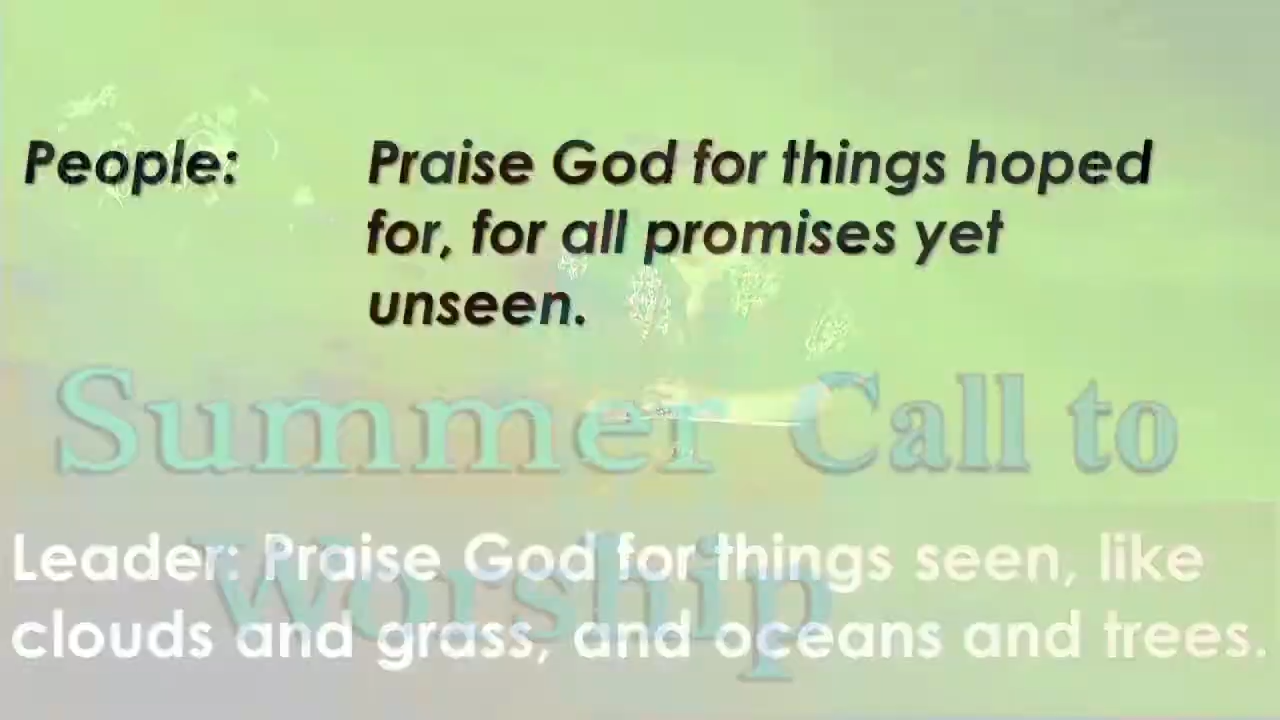 People: Praise God for things hoped
for, for all promises yet
unseen.
Summer Call to
Worship
Leader: Praise God for things seen, like
clouds and grass, and oceans and trees.